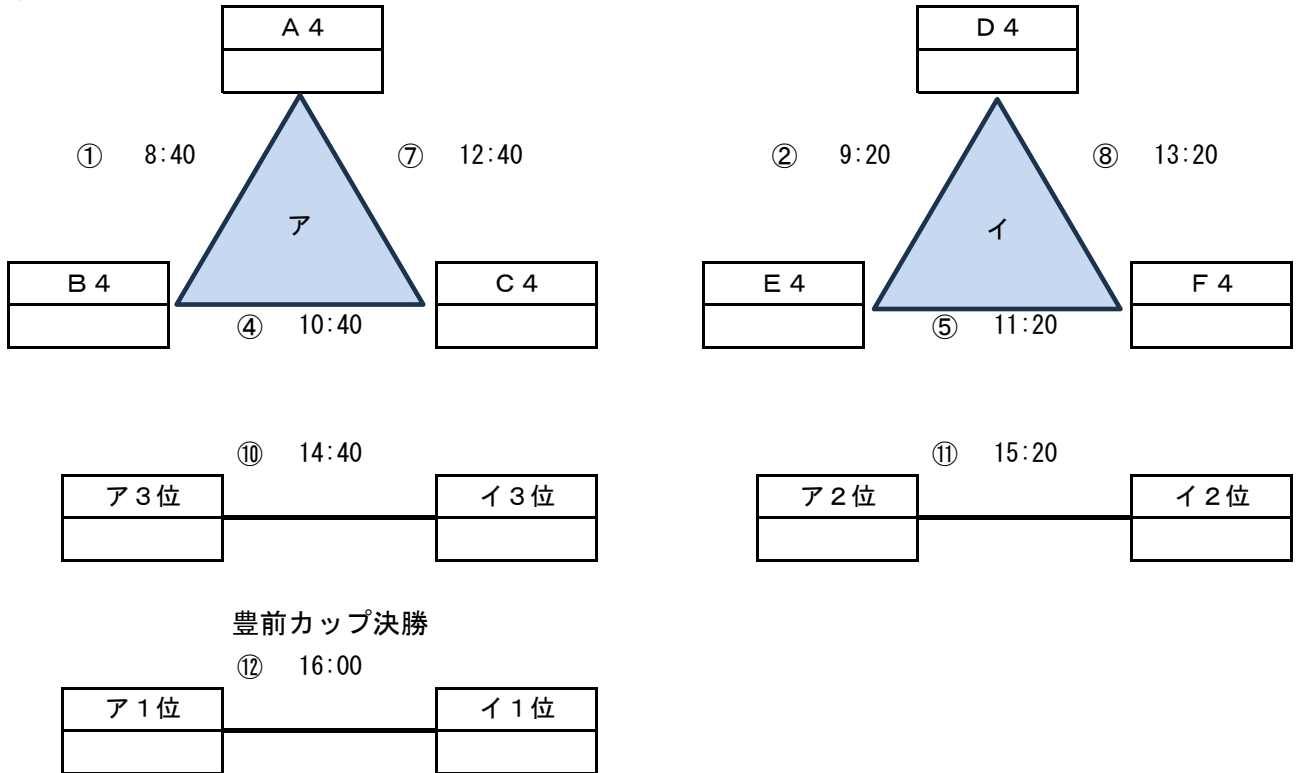 Ａ４ Ｄ４
① 8:40 ⑦ 12:40 ② 9:20 ⑧ 13:20
ア イ
Ｂ４ Ｃ４ Ｅ４ Ｆ４
④ 10:40 ⑤ 11:20
⑩ 14:40 ⑪ 15:20
ア３位 イ３位 ア２位 イ２位
豊前カップ決勝
⑫ 16:00
ア１位 イ１位